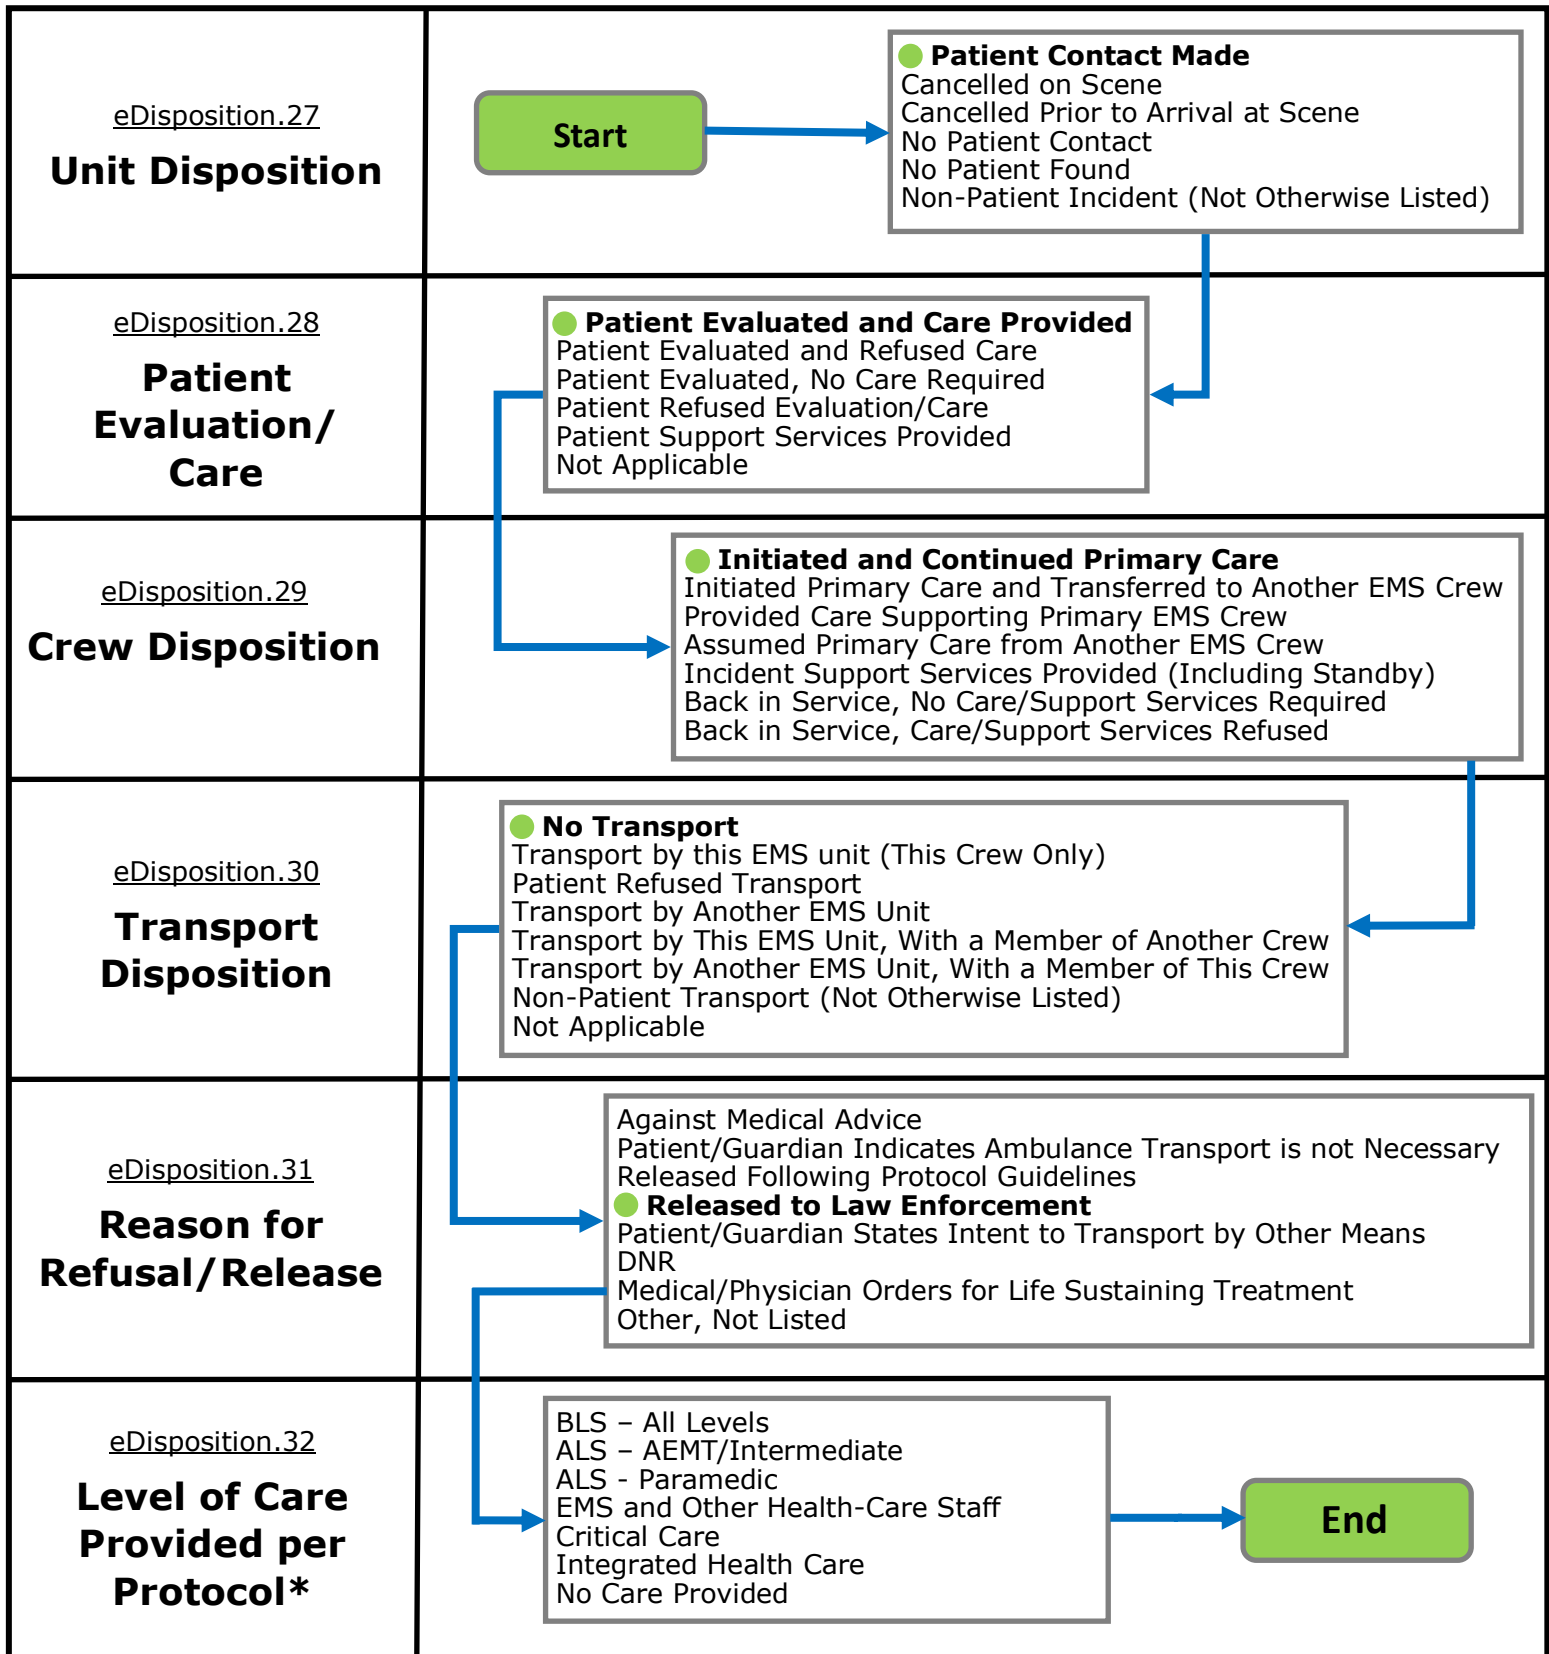 eDisposition.27
Unit Disposition
Start
Patient Contact Made
Cancelled on Scene
Cancelled Prior to Arrival at Scene
No Patient Contact
No Patient Found
Non-Patient Incident (Not Otherwise Listed)
eDisposition.28
Patient
Evaluation/
Care
Patient Evaluated and Care Provided
Patient Evaluated and Refused Care
Patient Evaluated, No Care Required
Patient Refused Evaluation/Care
Patient Support Services Provided
Not Applicable
eDisposition.29
Crew Disposition
Initiated and Continued Primary Care
Initiated Primary Care and Transferred to Another EMS Crew
Provided Care Supporting Primary EMS Crew
Assumed Primary Care from Another EMS Crew
Incident Support Services Provided (Including Standby)
Back in Service, No Care/Support Services Required
Back in Service, Care/Support Services Refused
eDisposition.30
Transport
Disposition
No Transport
Transport by this EMS unit (This Crew Only)
Patient Refused Transport
Transport by Another EMS Unit
Transport by This EMS Unit, With a Member of Another Crew
Transport by Another EMS Unit, With a Member of This Crew
Non-Patient Transport (Not Otherwise Listed)
Not Applicable
eDisposition.31
Reason for
Refusal/Release
Against Medical Advice
Patient/Guardian Indicates Ambulance Transport is not Necessary
Released Following Protocol Guidelines
Released to Law Enforcement
Patient/Guardian States Intent to Transport by Other Means
DNR
Medical/Physician Orders for Life Sustaining Treatment
Other, Not Listed
eDisposition.32
Level of Care
Provided per
Protocol*
BLS – All Levels
ALS – AEMT/Intermediate
ALS - Paramedic
EMS and Other Health-Care Staff
Critical Care
Integrated Health Care
No Care Provided
End